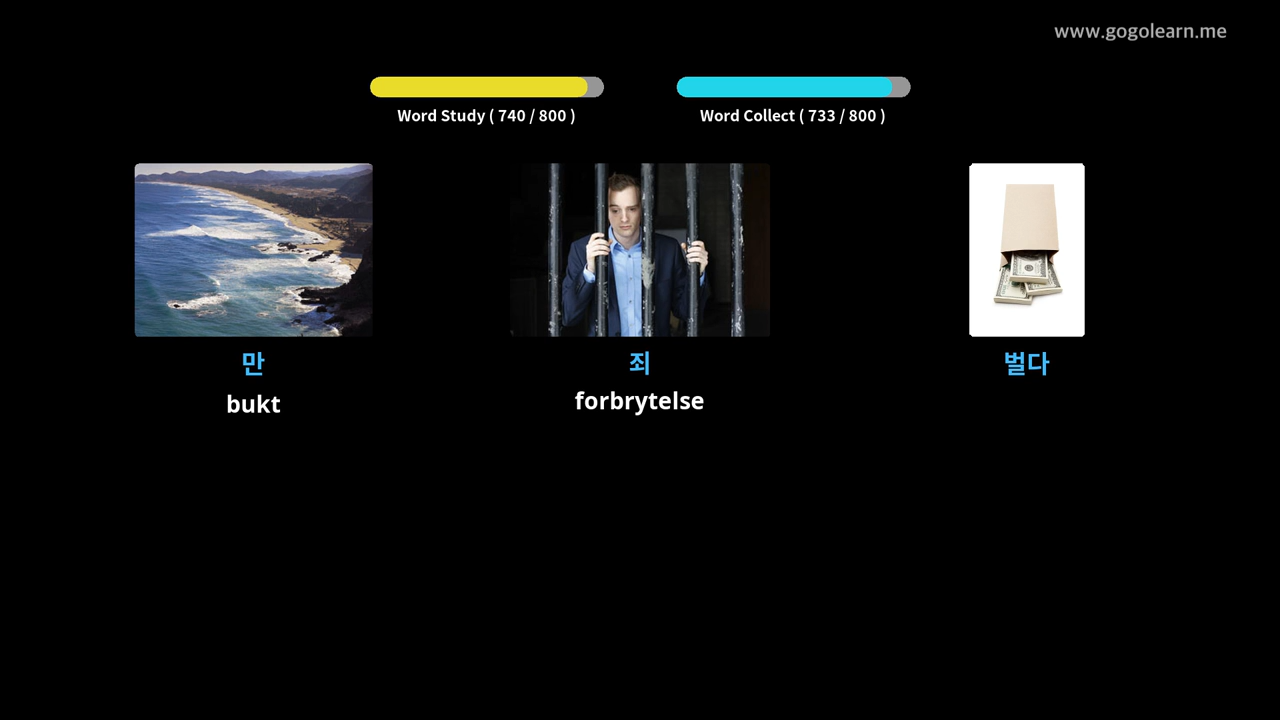 www.gogolearn.me
Word Study ( 740 / 800 )
Word Collect ( 733 / 800 )
만
죄
벌다
bukt
forbrytelse